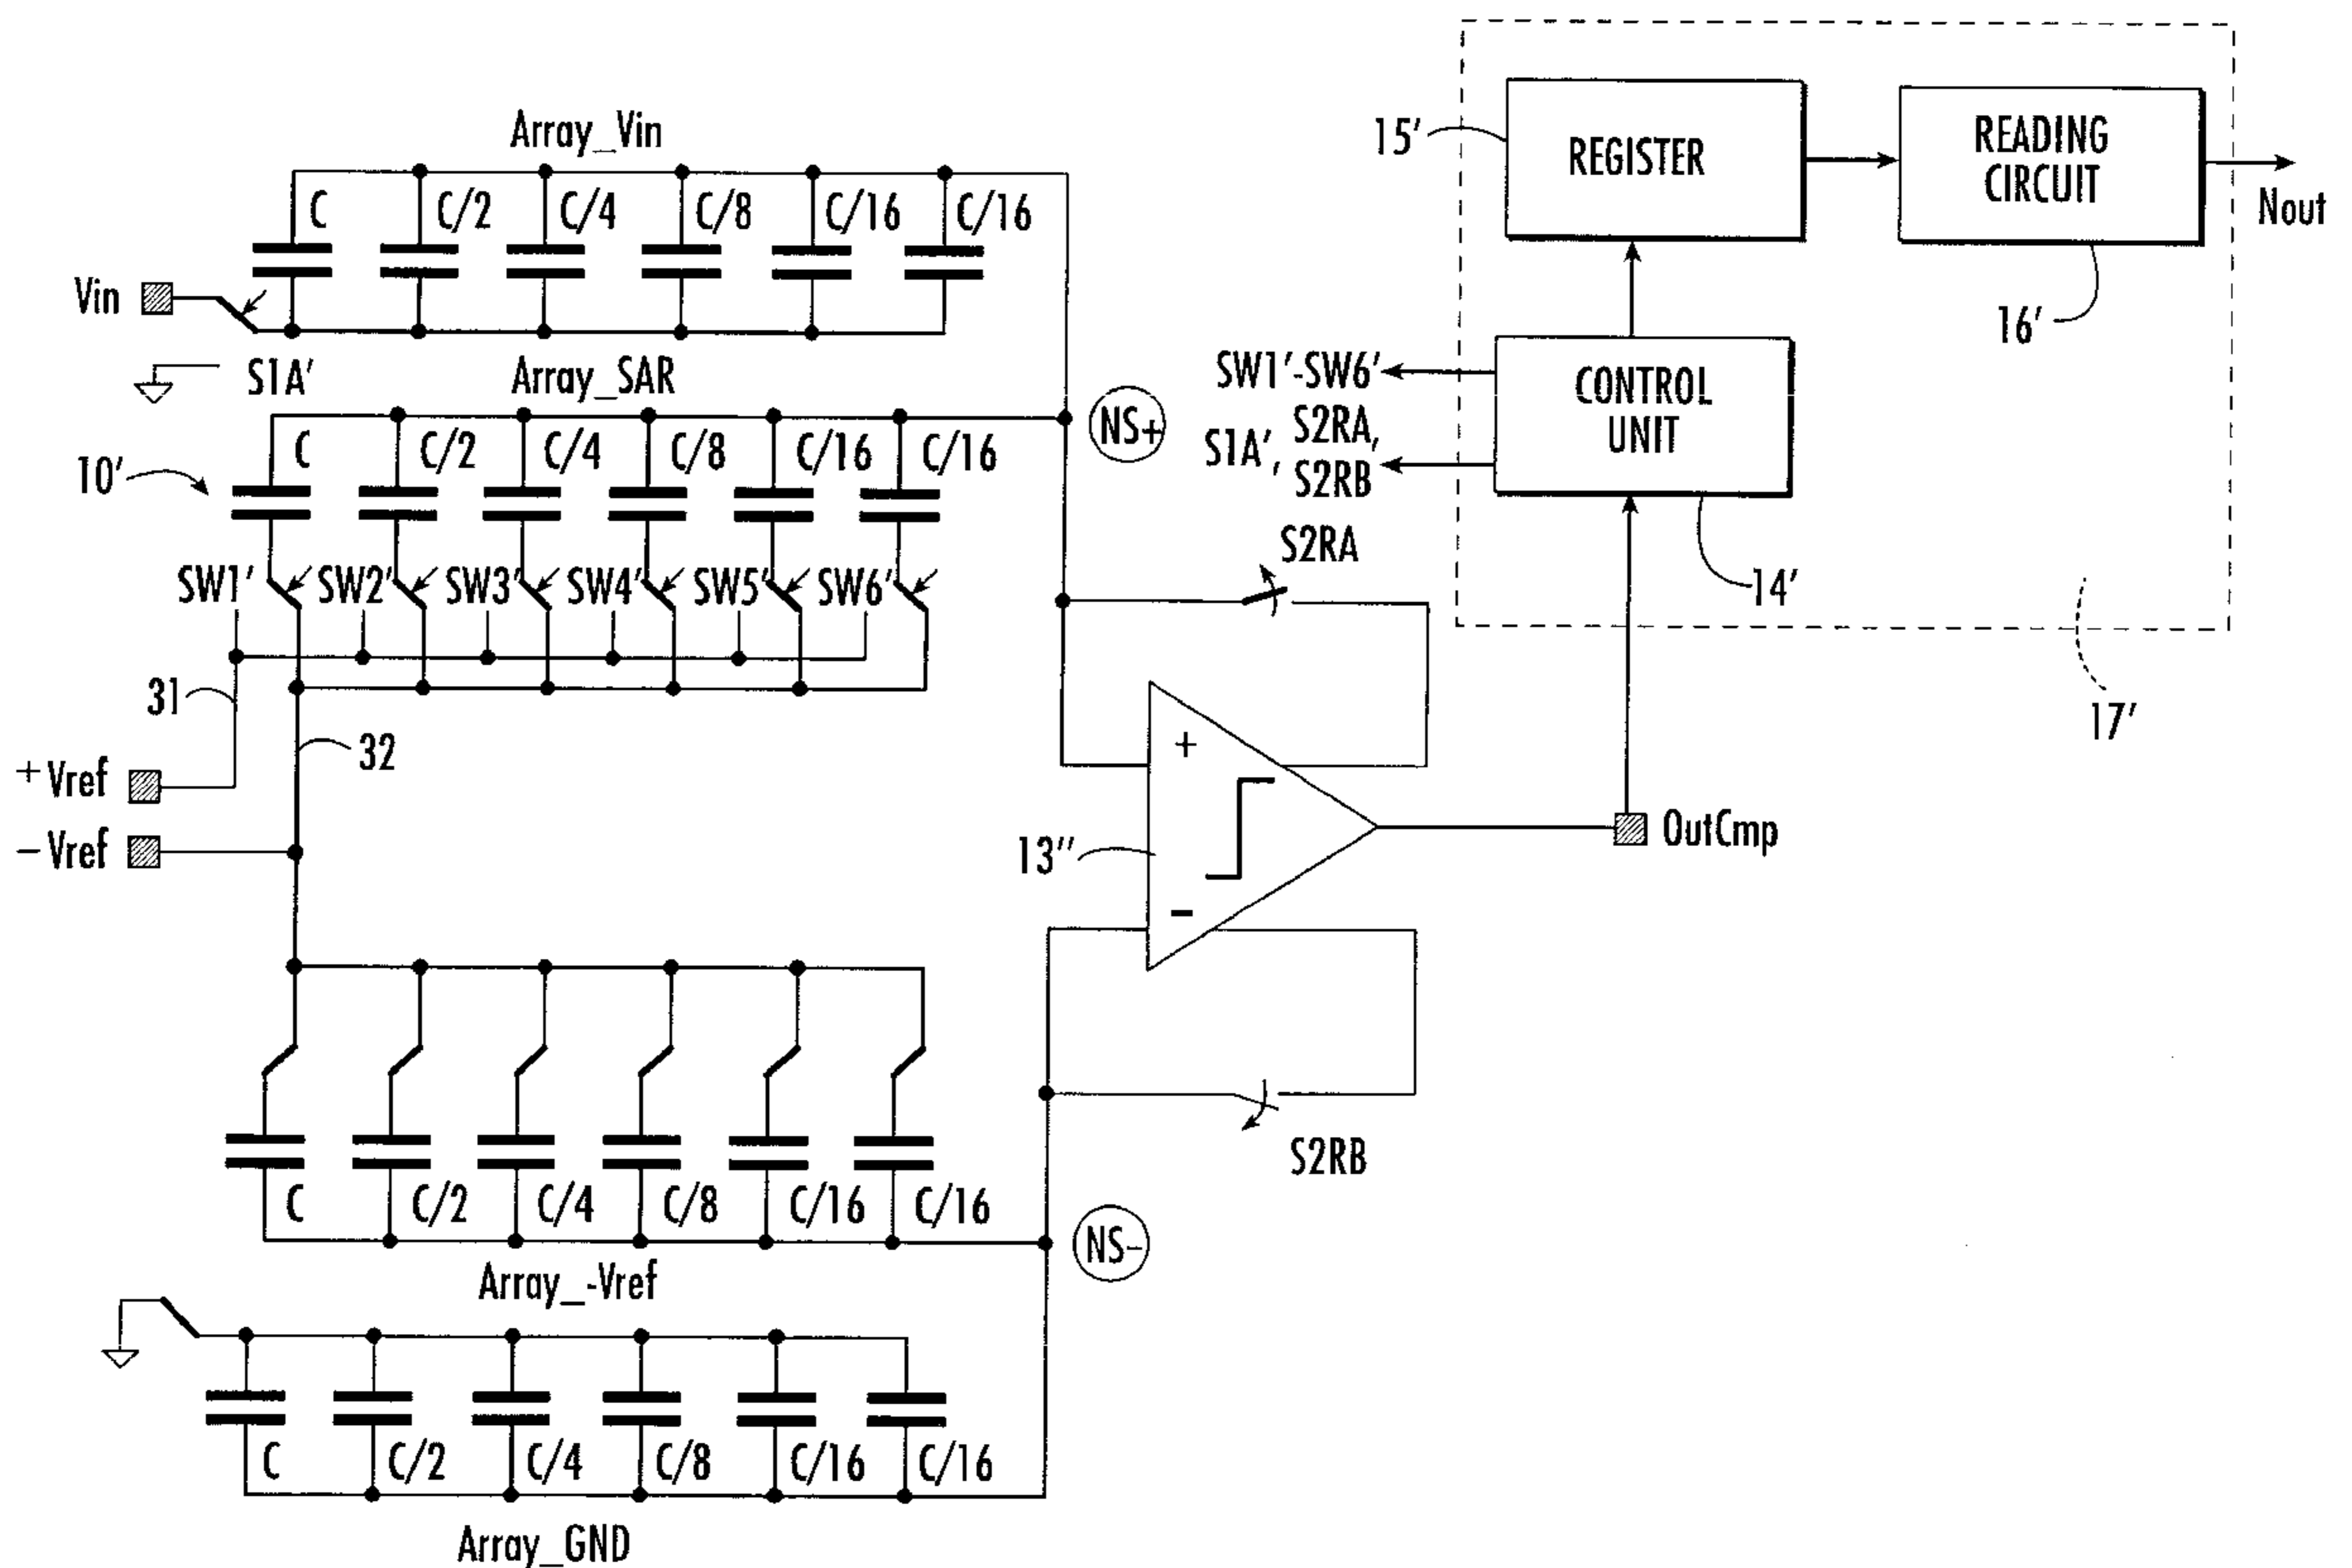 Array_Vin
C C/2 C/4 C/8 C/16 C/16
Vin
S1A'
Array_SAR
C C/2 C/4 C/8 C/16 C/16
10'
NS+
SW1' SW2' SW3' SW4' SW5' SW6'
31
32
+Vref
-Vref
C C/2 C/4 C/8 C/16 C/16
Array_-Vref
NS-
C C/2 C/4 C/8 C/16 C/16
Array_GND
S2RA
+
-
13''
S2RB
OutCmp
15'
REGISTER
READING
CIRCUIT
Nout
16'
SW1'-SW6'
S1A', S2RA, S2RB
CONTROL
UNIT
14'
17'